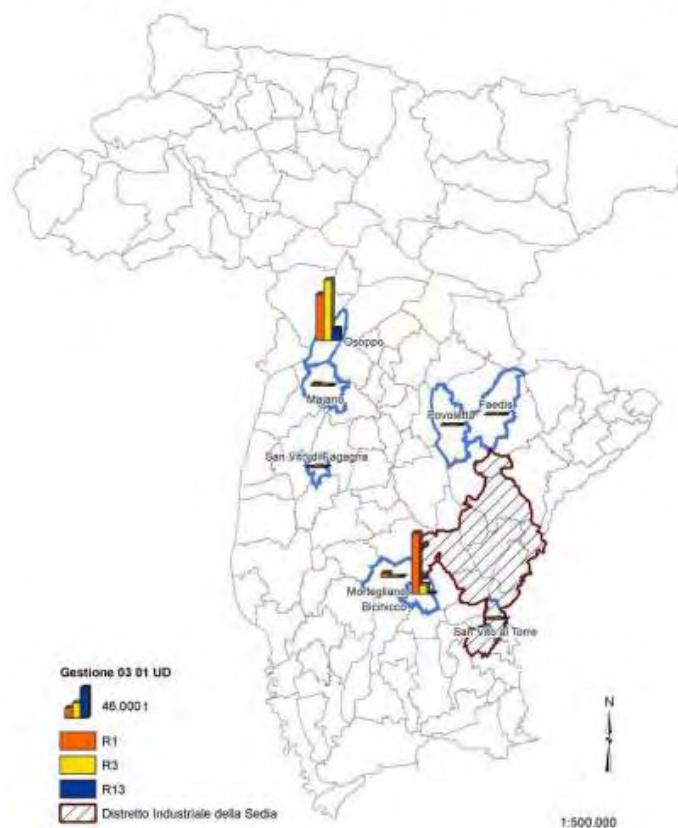 Osoppo
Majano
Faedis
Povoletto
San Vito di Fagagna
Mortegliano
Bicinicco
San Vito al Torre
Gestione 03 01 UD
46.000 t
R1
R3
R13
Distretto Industriale della Sedia
N
1:500.000